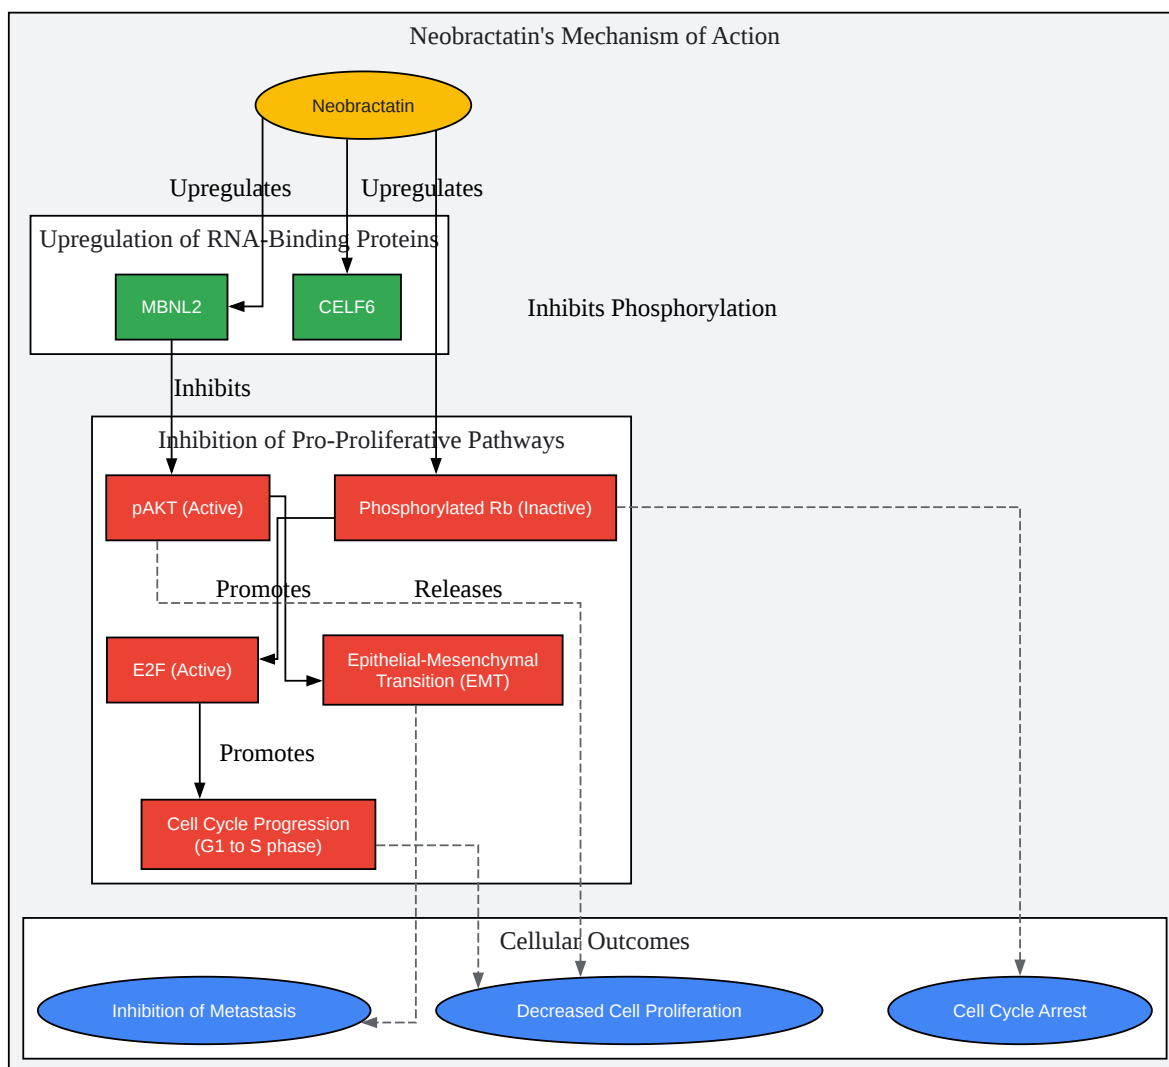 Neobractatin's Mechanism of Action
Neobractatin
Upregulates
Upregulates
Upregulation of RNA-Binding Proteins
MBNL2
CELF6
Inhibits Phosphorylation
Inhibits
Inhibition of Pro-Proliferative Pathways
pAKT (Active)
Phosphorylated Rb (Inactive)
Promotes
Releases
E2F (Active)
Epithelial-Mesenchymal
Transition (EMT)
Promotes
Cell Cycle Progression
(G1 to S phase)
Cellular Outcomes
Inhibition of Metastasis
Decreased Cell Proliferation
Cell Cycle Arrest